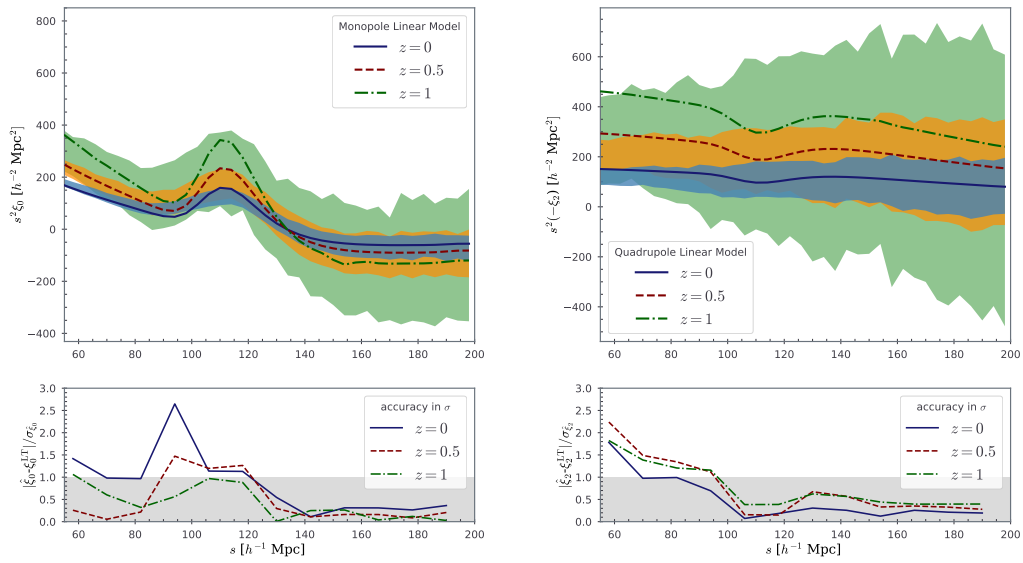 800
600
400
200
0
−200
−400
s²ξ₀ [h⁻² Mpc²]
Monopole Linear Model
z = 0
z = 0.5
z = 1
60 80 100 120 140 160 180 200
600
400
200
0
−200
−400
s²(−ξ₂) [h⁻² Mpc²]
Quadrupole Linear Model
z = 0
z = 0.5
z = 1
60 80 100 120 140 160 180 200
3.0
2.5
2.0
1.5
1.0
0.5
0.0
|ξ̂₀-ξ₀ᴸᵀ|/σ_ξ̂₀
accuracy in σ
z = 0
z = 0.5
z = 1
60 80 100 120 140 160 180 200
s [h⁻¹ Mpc]
3.0
2.5
2.0
1.5
1.0
0.5
0.0
|ξ̂₂-ξ₂ᴸᵀ|/σ_ξ̂₂
accuracy in σ
z = 0
z = 0.5
z = 1
60 80 100 120 140 160 180 200
s [h⁻¹ Mpc]